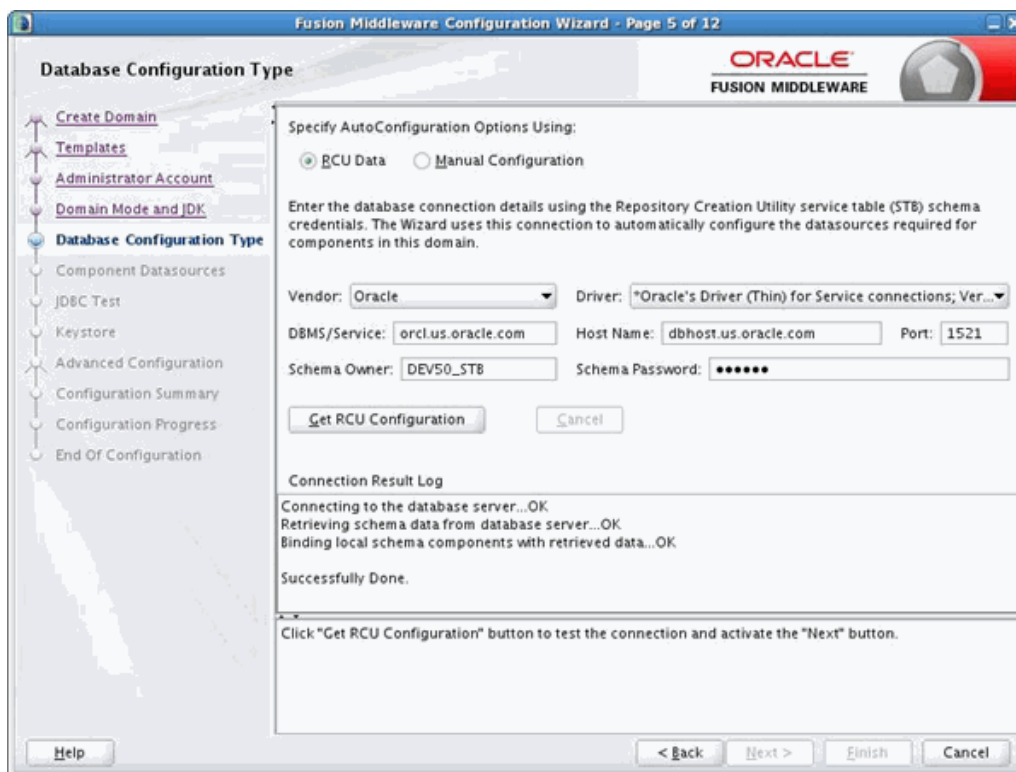 Fusion Middleware Configuration Wizard - Page 5 of 12
Database Configuration Type
ORACLE
FUSION MIDDLEWARE
Create Domain
Templates
Administrator Account
Domain Mode and JDK
Database Configuration Type
Component Datasources
JDBC Test
Keystore
Advanced Configuration
Configuration Summary
Configuration Progress
End Of Configuration
Specify AutoConfiguration Options Using:
RCU Data Manual Configuration
Enter the database connection details using the Repository Creation Utility service table (STB) schema
credentials. The Wizard uses this connection to automatically configure the datasources required for
components in this domain.
Vendor: Oracle Driver: *Oracle's Driver (Thin) for Service connections; Ver...
DBMS/Service: orcl.us.oracle.com Host Name: dbhost.us.oracle.com Port: 1521
Schema Owner: DEV50_STB Schema Password: ••••••
Get RCU Configuration Cancel
Connection Result Log
Connecting to the database server...OK
Retrieving schema data from database server...OK
Binding local schema components with retrieved data...OK
Successfully Done.
Click "Get RCU Configuration" button to test the connection and activate the "Next" button.
Help < Back Next > Finish Cancel